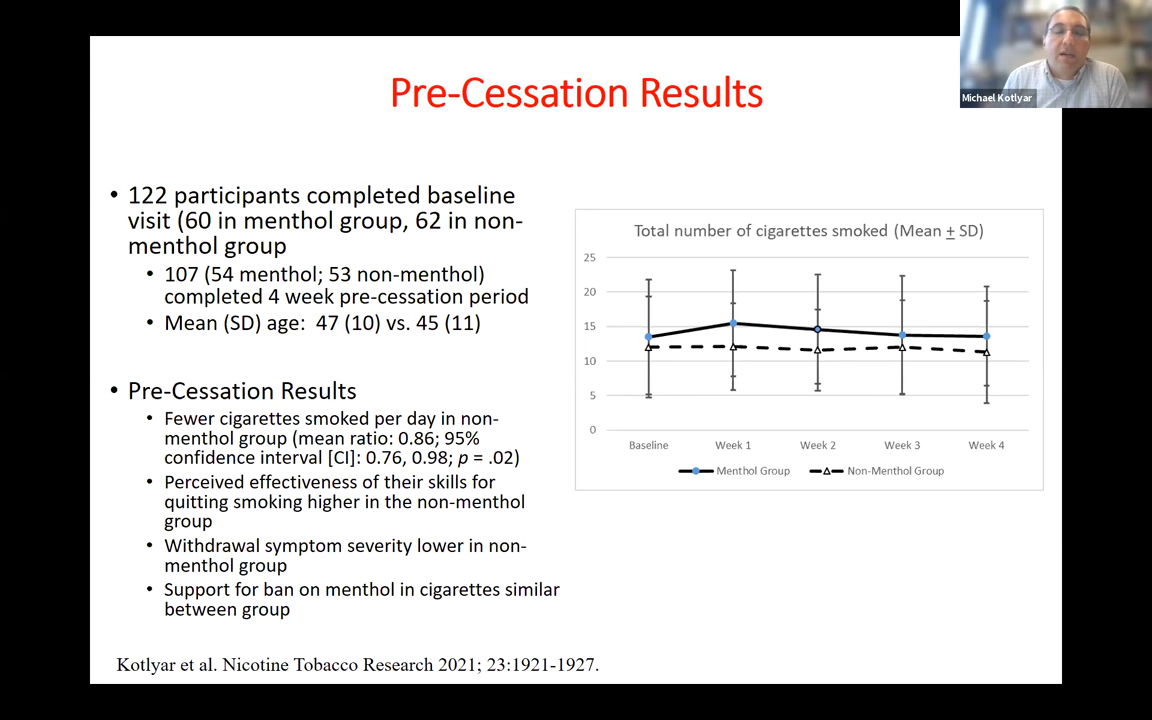 Michael Kotlyar
Pre-Cessation Results
• 122 participants completed baseline
visit (60 in menthol group, 62 in non-
menthol group
• 107 (54 menthol; 53 non-menthol)
completed 4 week pre-cessation period
• Mean (SD) age: 47 (10) vs. 45 (11)
• Pre-Cessation Results
• Fewer cigarettes smoked per day in non-
menthol group (mean ratio: 0.86; 95%
confidence interval [CI]: 0.76, 0.98; p = .02)
• Perceived effectiveness of their skills for
quitting smoking higher in the non-menthol
group
• Withdrawal symptom severity lower in non-
menthol group
• Support for ban on menthol in cigarettes similar
between group
Total number of cigarettes smoked (Mean ± SD)
25
20
15
10
5
0
Baseline Week 1 Week 2 Week 3 Week 4
Menthol Group Non-Menthol Group
Kotlyar et al. Nicotine Tobacco Research 2021; 23:1921-1927.